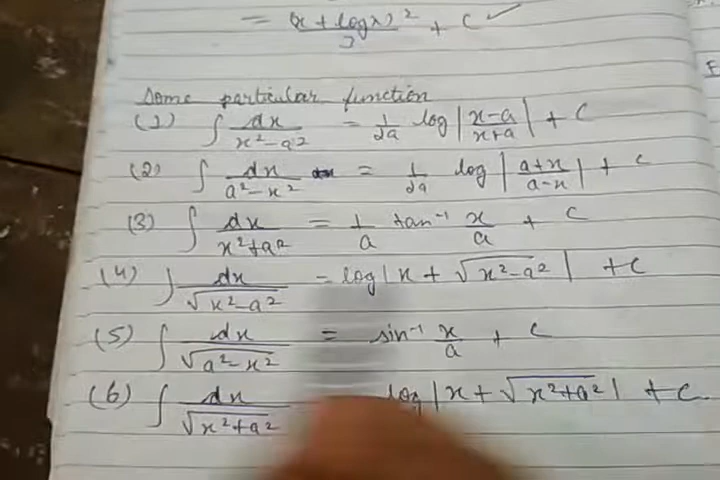 = (x + log x)² / 3 + C ✓
Some particular function
(1) ∫ dx / x² - a² = 1/2a log |x-a / x+a| + C
(2) ∫ dx / a² - x² = 1/2a log |a+x / a-x| + C
(3) ∫ dx / x² + a² = 1/a tan⁻¹ x/a + C
(4) ∫ dx / √x² - a² = log |x + √x² - a²| + C
(5) ∫ dx / √a² - x² = sin⁻¹ x/a + C
(6) ∫ dx / √x² + a² log |x + √x² + a²| + C